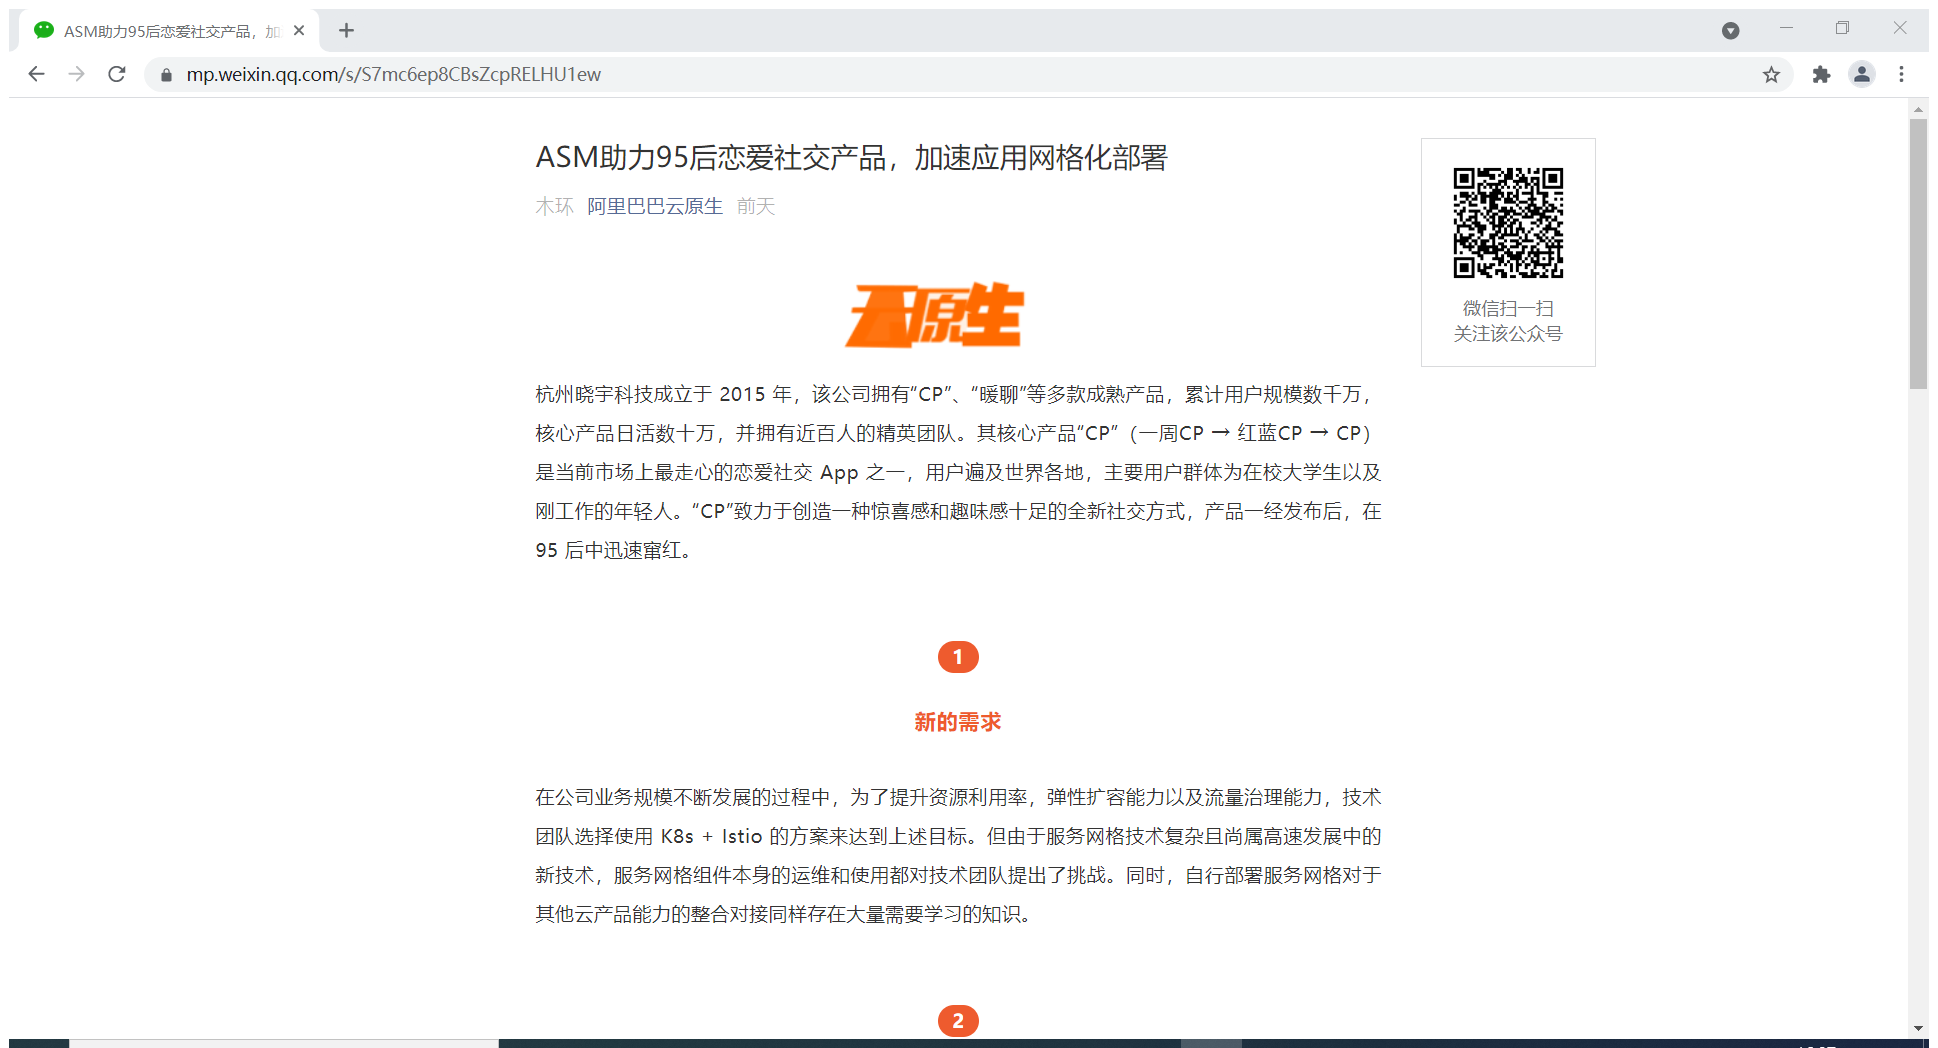 ASM助力95后恋爱社交产品，加
mp.weixin.qq.com/s/S7mc6ep8CBsZcpRELHU1ew
ASM助力95后恋爱社交产品，加速应用网格化部署
木环 阿里巴巴云原生 前天
云原生
微信扫一扫
关注该公众号
杭州晓宇科技成立于 2015 年，该公司拥有“CP”、“暖聊”等多款成熟产品，累计用户规模数千万，
核心产品日活数十万，并拥有近百人的精英团队。其核心产品“CP”（一周CP → 红蓝CP → CP）
是当前市场上最走心的恋爱社交 App 之一，用户遍及世界各地，主要用户群体为在校大学生以及
刚工作的年轻人。“CP”致力于创造一种惊喜感和趣味感十足的全新社交方式，产品一经发布后，在
95 后中迅速窜红。
1
新的需求
在公司业务规模不断发展的过程中，为了提升资源利用率，弹性扩容能力以及流量治理能力，技术
团队选择使用 K8s + Istio 的方案来达到上述目标。但由于服务网格技术复杂且尚属高速发展中的
新技术，服务网格组件本身的运维和使用都对技术团队提出了挑战。同时，自行部署服务网格对于
其他云产品能力的整合对接同样存在大量需要学习的知识。
2